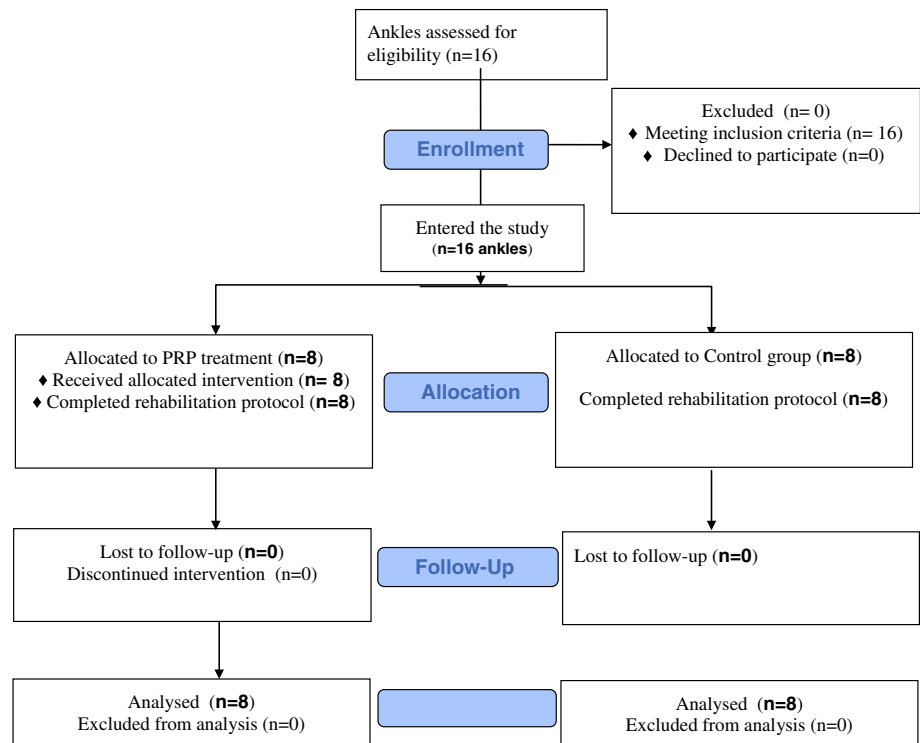 Ankles assessed for
eligibility (n=16)
Excluded (n= 0)
♦ Meeting inclusion criteria (n= 16)
♦ Declined to participate (n=0)
Enrollment
Entered the study
(n=16 ankles)
Allocated to PRP treatment (n=8)
♦ Received allocated intervention (n= 8)
♦ Completed rehabilitation protocol (n=8)
Allocation
Allocated to Control group (n=8)
Completed rehabilitation protocol (n=8)
Lost to follow-up (n=0)
Discontinued intervention (n=0)
Follow-Up
Lost to follow-up (n=0)
Analysed (n=8)
Excluded from analysis (n=0)
Analysed (n=8)
Excluded from analysis (n=0)